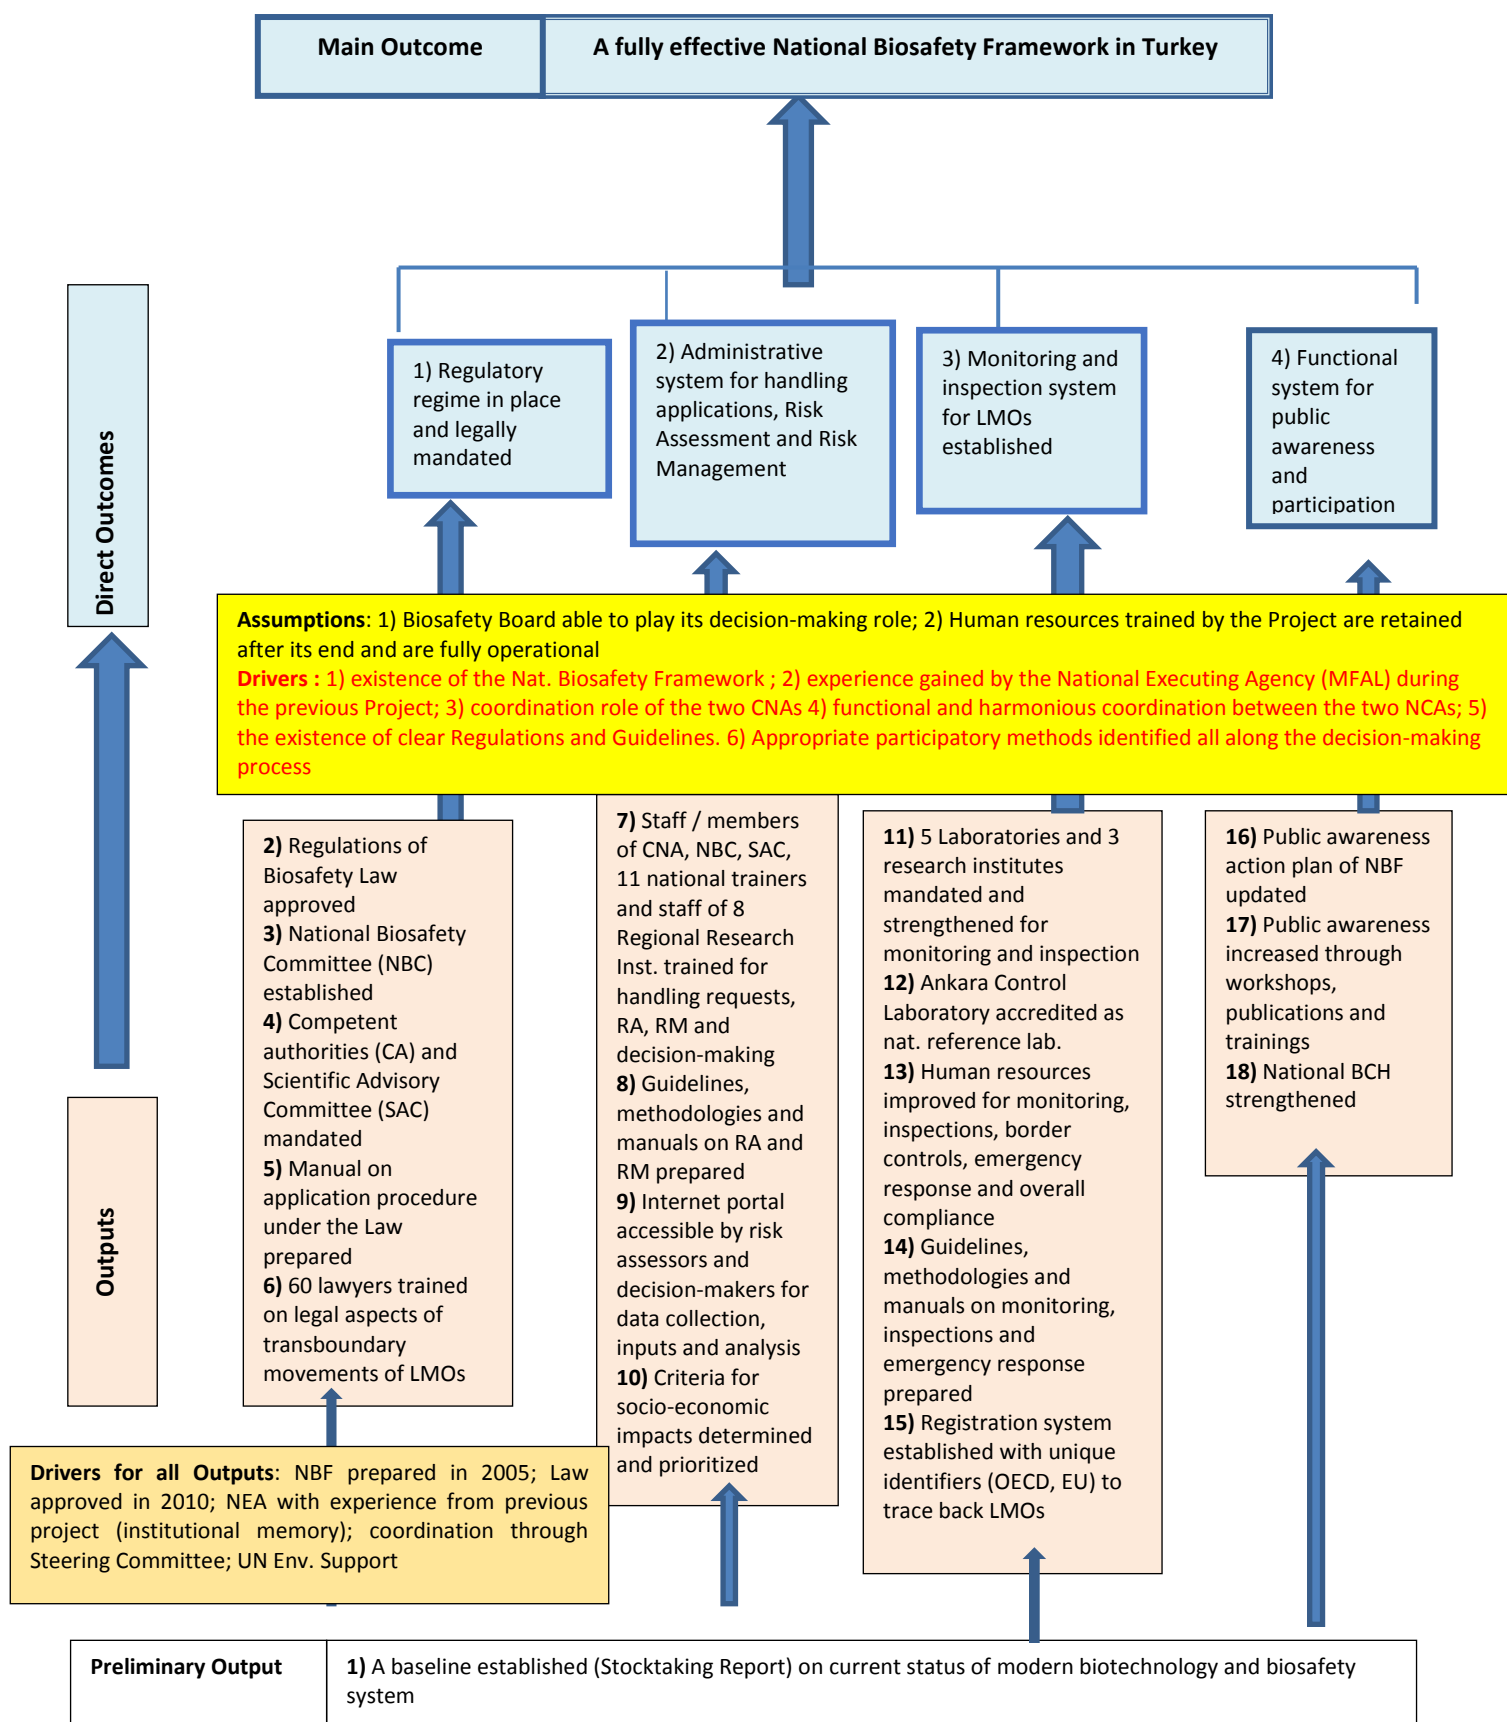 Main Outcome
A fully effective National Biosafety Framework in Turkey
Direct Outcomes
1) Regulatory
regime in place
and legally
mandated
2) Administrative
system for handling
applications, Risk
Assessment and Risk
Management
3) Monitoring and
inspection system
for LMOs
established
4) Functional
system for
public
awareness
and
participation
Assumptions: 1) Biosafety Board able to play its decision-making role; 2) Human resources trained by the Project are retained
after its end and are fully operational
Drivers : 1) existence of the Nat. Biosafety Framework ; 2) experience gained by the National Executing Agency (MFAL) during
the previous Project; 3) coordination role of the two CNAs 4) functional and harmonious coordination between the two NCAs; 5)
the existence of clear Regulations and Guidelines. 6) Appropriate participatory methods identified all along the decision-making
process
Outputs
2) Regulations of
Biosafety Law
approved
3) National Biosafety
Committee (NBC)
established
4) Competent
authorities (CA) and
Scientific Advisory
Committee (SAC)
mandated
5) Manual on
application procedure
under the Law
prepared
6) 60 lawyers trained
on legal aspects of
transboundary
movements of LMOs
7) Staff / members
of CNA, NBC, SAC,
11 national trainers
and staff of 8
Regional Research
Inst. trained for
handling requests,
RA, RM and
decision-making
8) Guidelines,
methodologies and
manuals on RA and
RM prepared
9) Internet portal
accessible by risk
assessors and
decision-makers for
data collection,
inputs and analysis
10) Criteria for
socio-economic
impacts determined
and prioritized
11) 5 Laboratories and 3
research institutes
mandated and
strengthened for
monitoring and inspection
12) Ankara Control
Laboratory accredited as
nat. reference lab.
13) Human resources
improved for monitoring,
inspections, border
controls, emergency
response and overall
compliance
14) Guidelines,
methodologies and
manuals on monitoring,
inspections and
emergency response
prepared
15) Registration system
established with unique
identifiers (OECD, EU) to
trace back LMOs
16) Public awareness
action plan of NBF
updated
17) Public awareness
increased through
workshops,
publications and
trainings
18) National BCH
strengthened
Drivers for all Outputs: NBF prepared in 2005; Law
approved in 2010; NEA with experience from previous
project (institutional memory); coordination through
Steering Committee; UN Env. Support
Preliminary Output
1) A baseline established (Stocktaking Report) on current status of modern biotechnology and biosafety
system